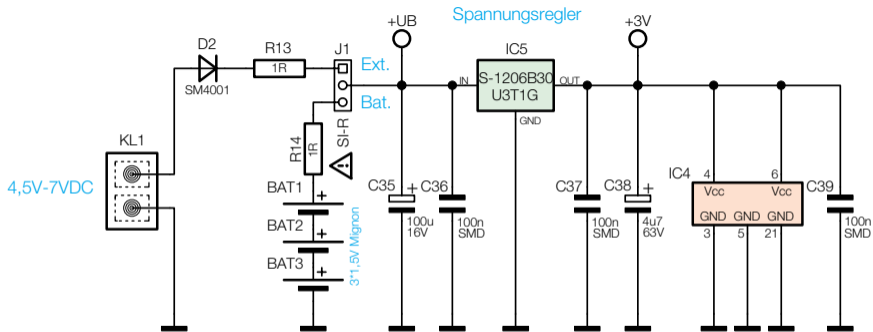 Spannungsregler
+UB
+3V
D2
R13
J1
IC5
1R
Ext.
SM4001
IN
S-1206B30
OUT
U3T1G
Bat.
GND
KL1
R14
1R
SI-R
4,5V-7VDC
BAT1
+
C35
+
C36
C37
C38
+
IC4
4
6
Vcc
Vcc
C39
100u
16V
100n
SMD
100n
SMD
4u7
63V
GND
GND
GND
100n
SMD
3
5
21
BAT2
+
BAT3
+
3*1,5V Mignon